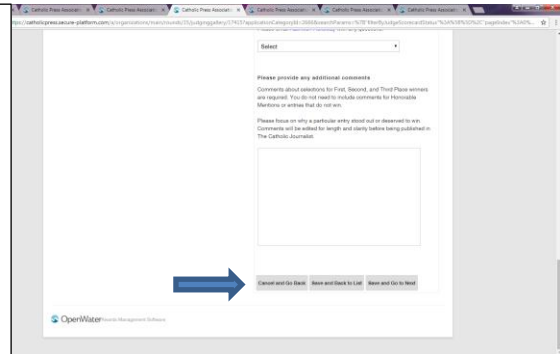 Catholic Press Associati Catholic Press Associati Catholic Press Associati Catholic Press Associati Catholic Press Associati Catholic Press Associati
Select
Please provide any additional comments
Comments about selections for First, Second, and Third Place winners
are required. You do not need to include comments for Honorable
Mentions or entries that do not win.
Please focus on why a particular entry stood out or deserved to win.
Comments will be edited for length and clarity before being published in
The Catholic Journalist.
Cancel and Go Back Save and Back to List Save and Go to Next
OpenWater Awards Management Software